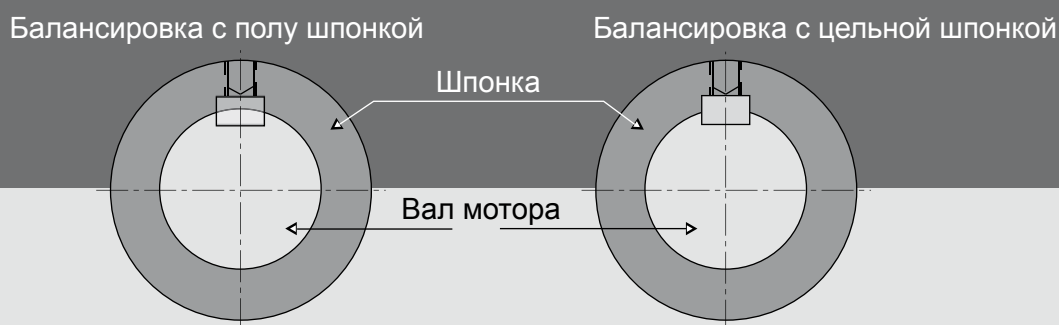 Балансировка с полу шпонкой
Балансировка с цельной шпонкой
Шпонка
Вал мотора